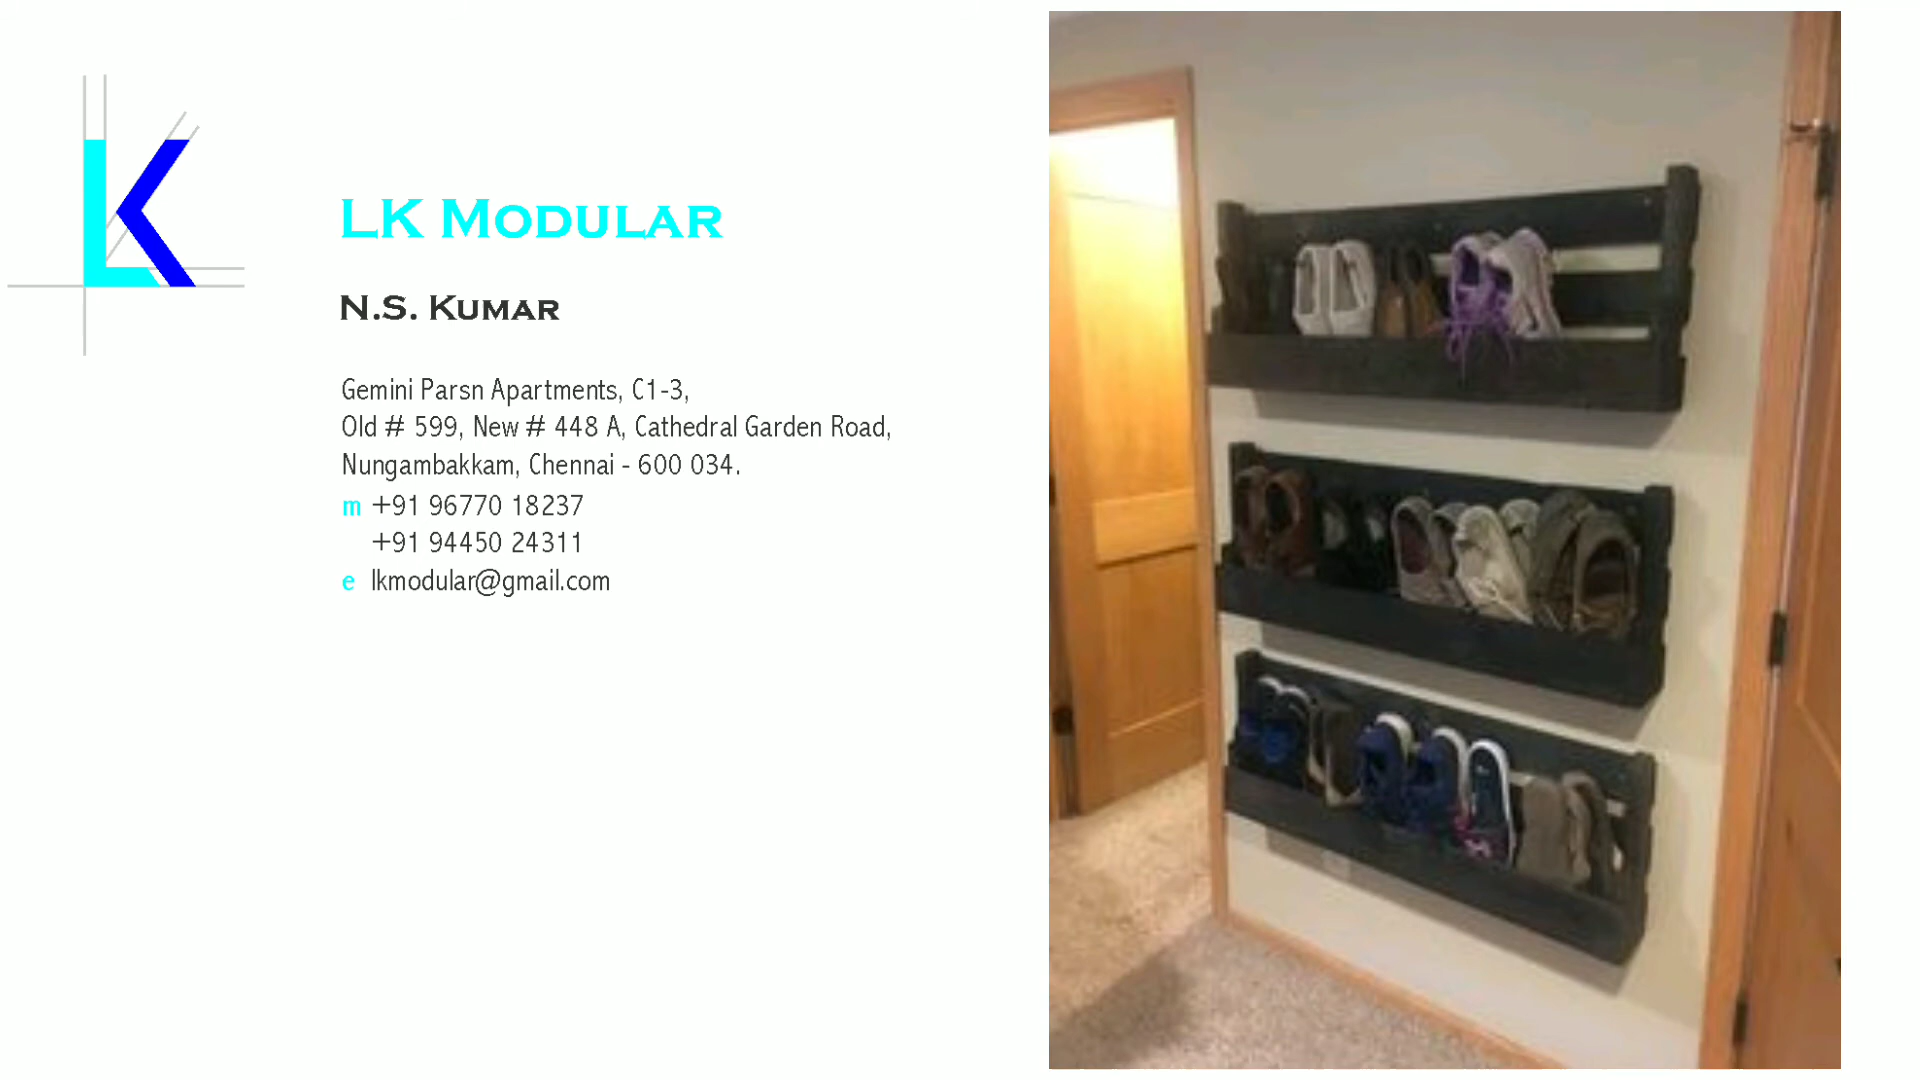 LK
LK Modular
N.S. Kumar
Gemini Parsn Apartments, C1-3,
Old # 599, New # 448 A, Cathedral Garden Road,
Nungambakkam, Chennai - 600 034.
m +91 96770 18237
+91 94450 24311
e lkmodular@gmail.com